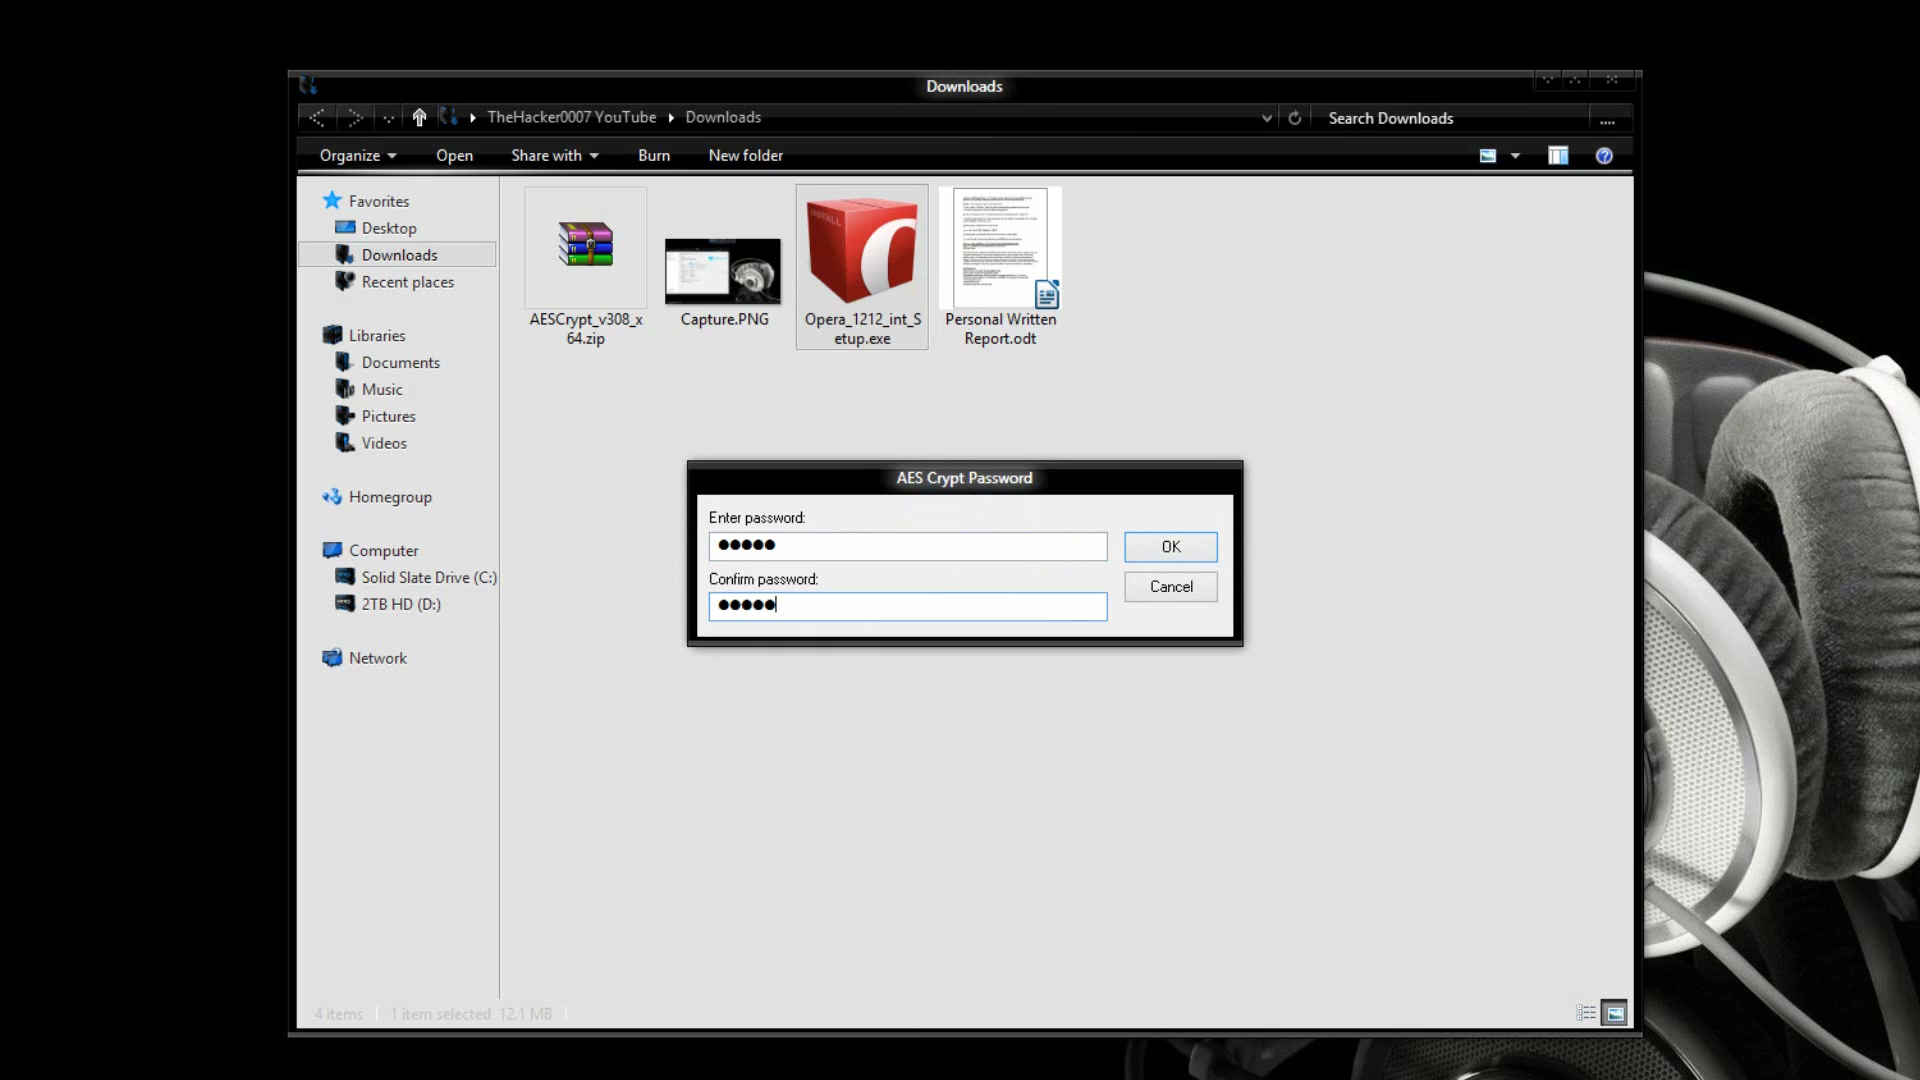 Downloads
TheHacker0007 YouTube Downloads
Search Downloads
Organize Open Share with Burn New folder
Favorites
Desktop
Downloads
Recent places
Libraries
Documents
Music
Pictures
Videos
Homegroup
Computer
Solid Slate Drive (C:)
2TB HD (D:)
Network
INSTALL
AESCrypt_v308_x
64.zip
Capture.PNG
Opera_1212_int_S
etup.exe
Personal Written
Report.odt
AES Crypt Password
Enter password:
●●●●●
OK
Confirm password:
●●●●●
Cancel
4 items 1 item selected 12.1 MB